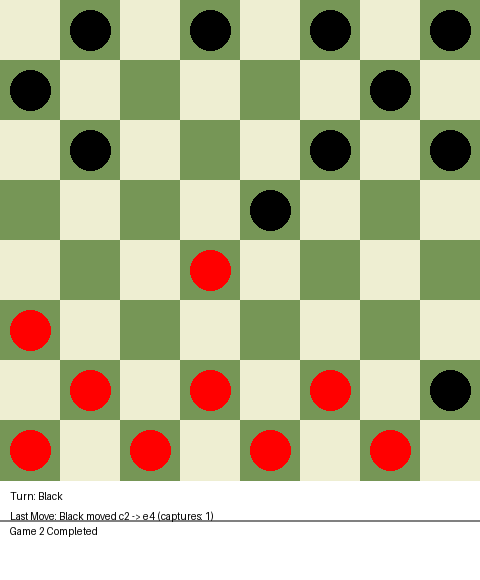 Turn: Black
Last Move: Black moved c2 -> e4 (captures: 1)
Game 2 Completed